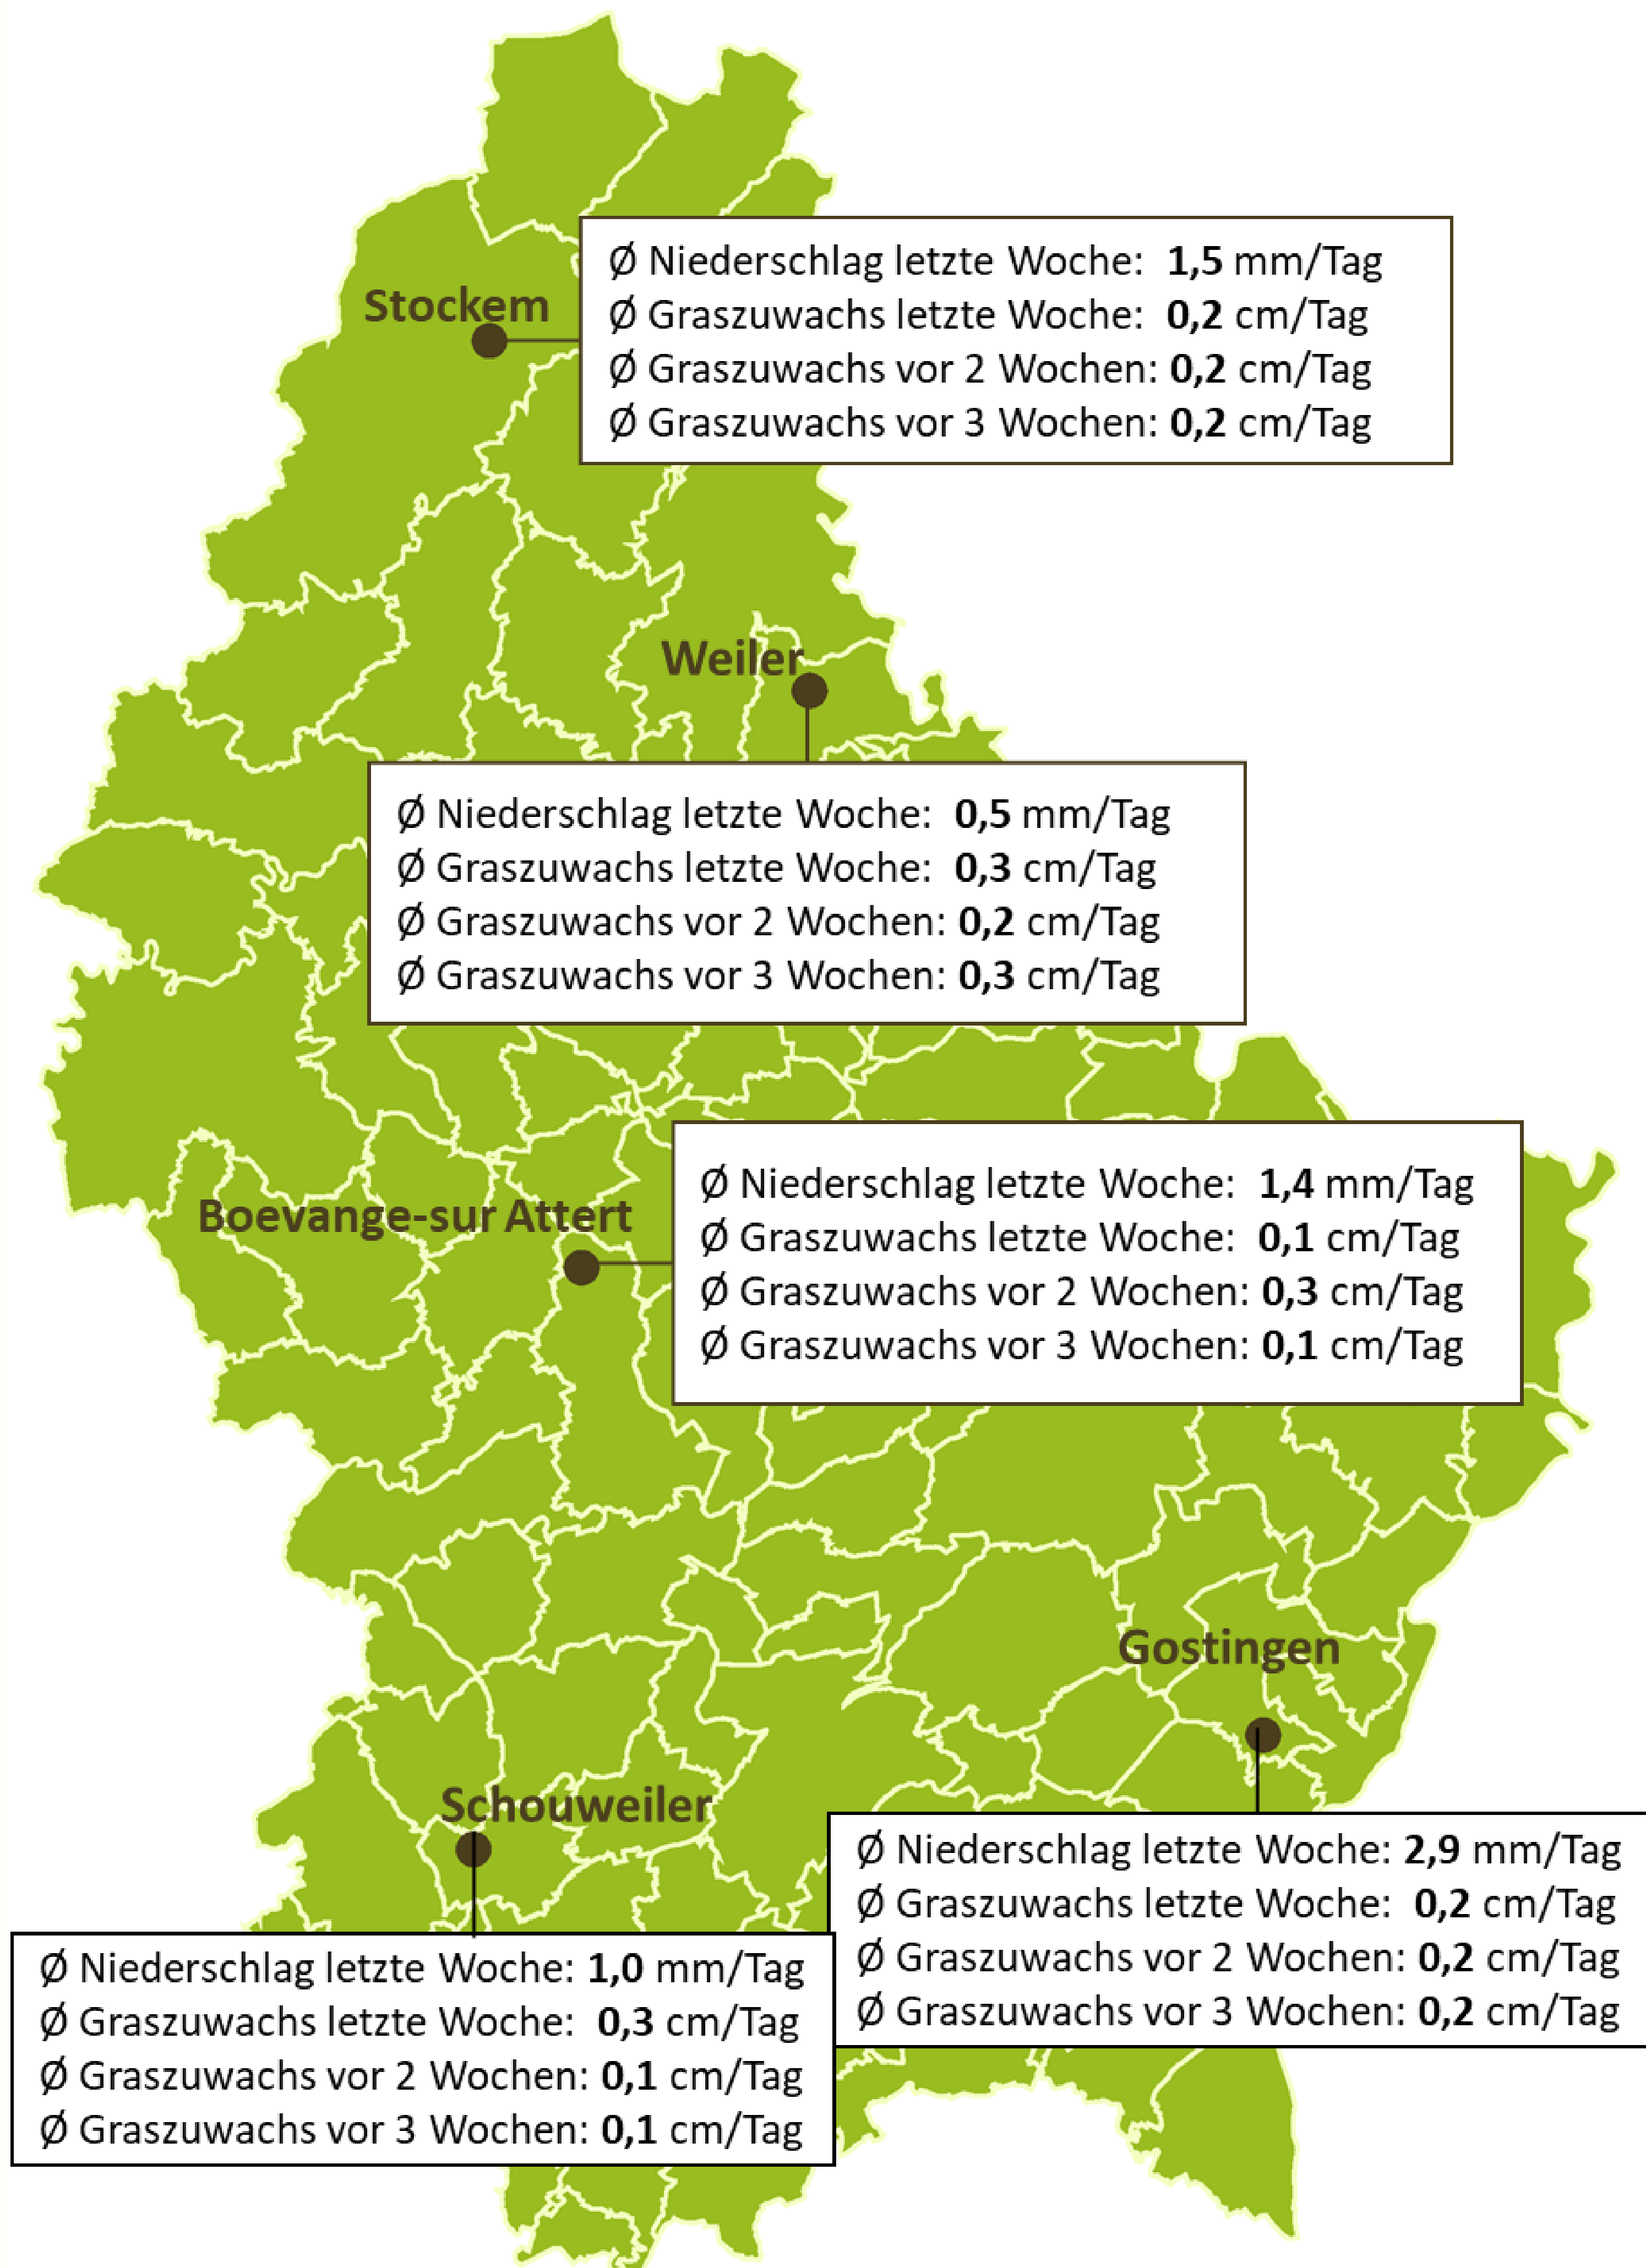 Stockem
Ø Niederschlag letzte Woche: 1,5 mm/Tag
Ø Graszuwachs letzte Woche: 0,2 cm/Tag
Ø Graszuwachs vor 2 Wochen: 0,2 cm/Tag
Ø Graszuwachs vor 3 Wochen: 0,2 cm/Tag
Weiler
Ø Niederschlag letzte Woche: 0,5 mm/Tag
Ø Graszuwachs letzte Woche: 0,3 cm/Tag
Ø Graszuwachs vor 2 Wochen: 0,2 cm/Tag
Ø Graszuwachs vor 3 Wochen: 0,3 cm/Tag
Boevange-sur Attert
Ø Niederschlag letzte Woche: 1,4 mm/Tag
Ø Graszuwachs letzte Woche: 0,1 cm/Tag
Ø Graszuwachs vor 2 Wochen: 0,3 cm/Tag
Ø Graszuwachs vor 3 Wochen: 0,1 cm/Tag
Gostingen
Ø Niederschlag letzte Woche: 2,9 mm/Tag
Ø Graszuwachs letzte Woche: 0,2 cm/Tag
Ø Graszuwachs vor 2 Wochen: 0,2 cm/Tag
Ø Graszuwachs vor 3 Wochen: 0,2 cm/Tag
Schouweiler
Ø Niederschlag letzte Woche: 1,0 mm/Tag
Ø Graszuwachs letzte Woche: 0,3 cm/Tag
Ø Graszuwachs vor 2 Wochen: 0,1 cm/Tag
Ø Graszuwachs vor 3 Wochen: 0,1 cm/Tag